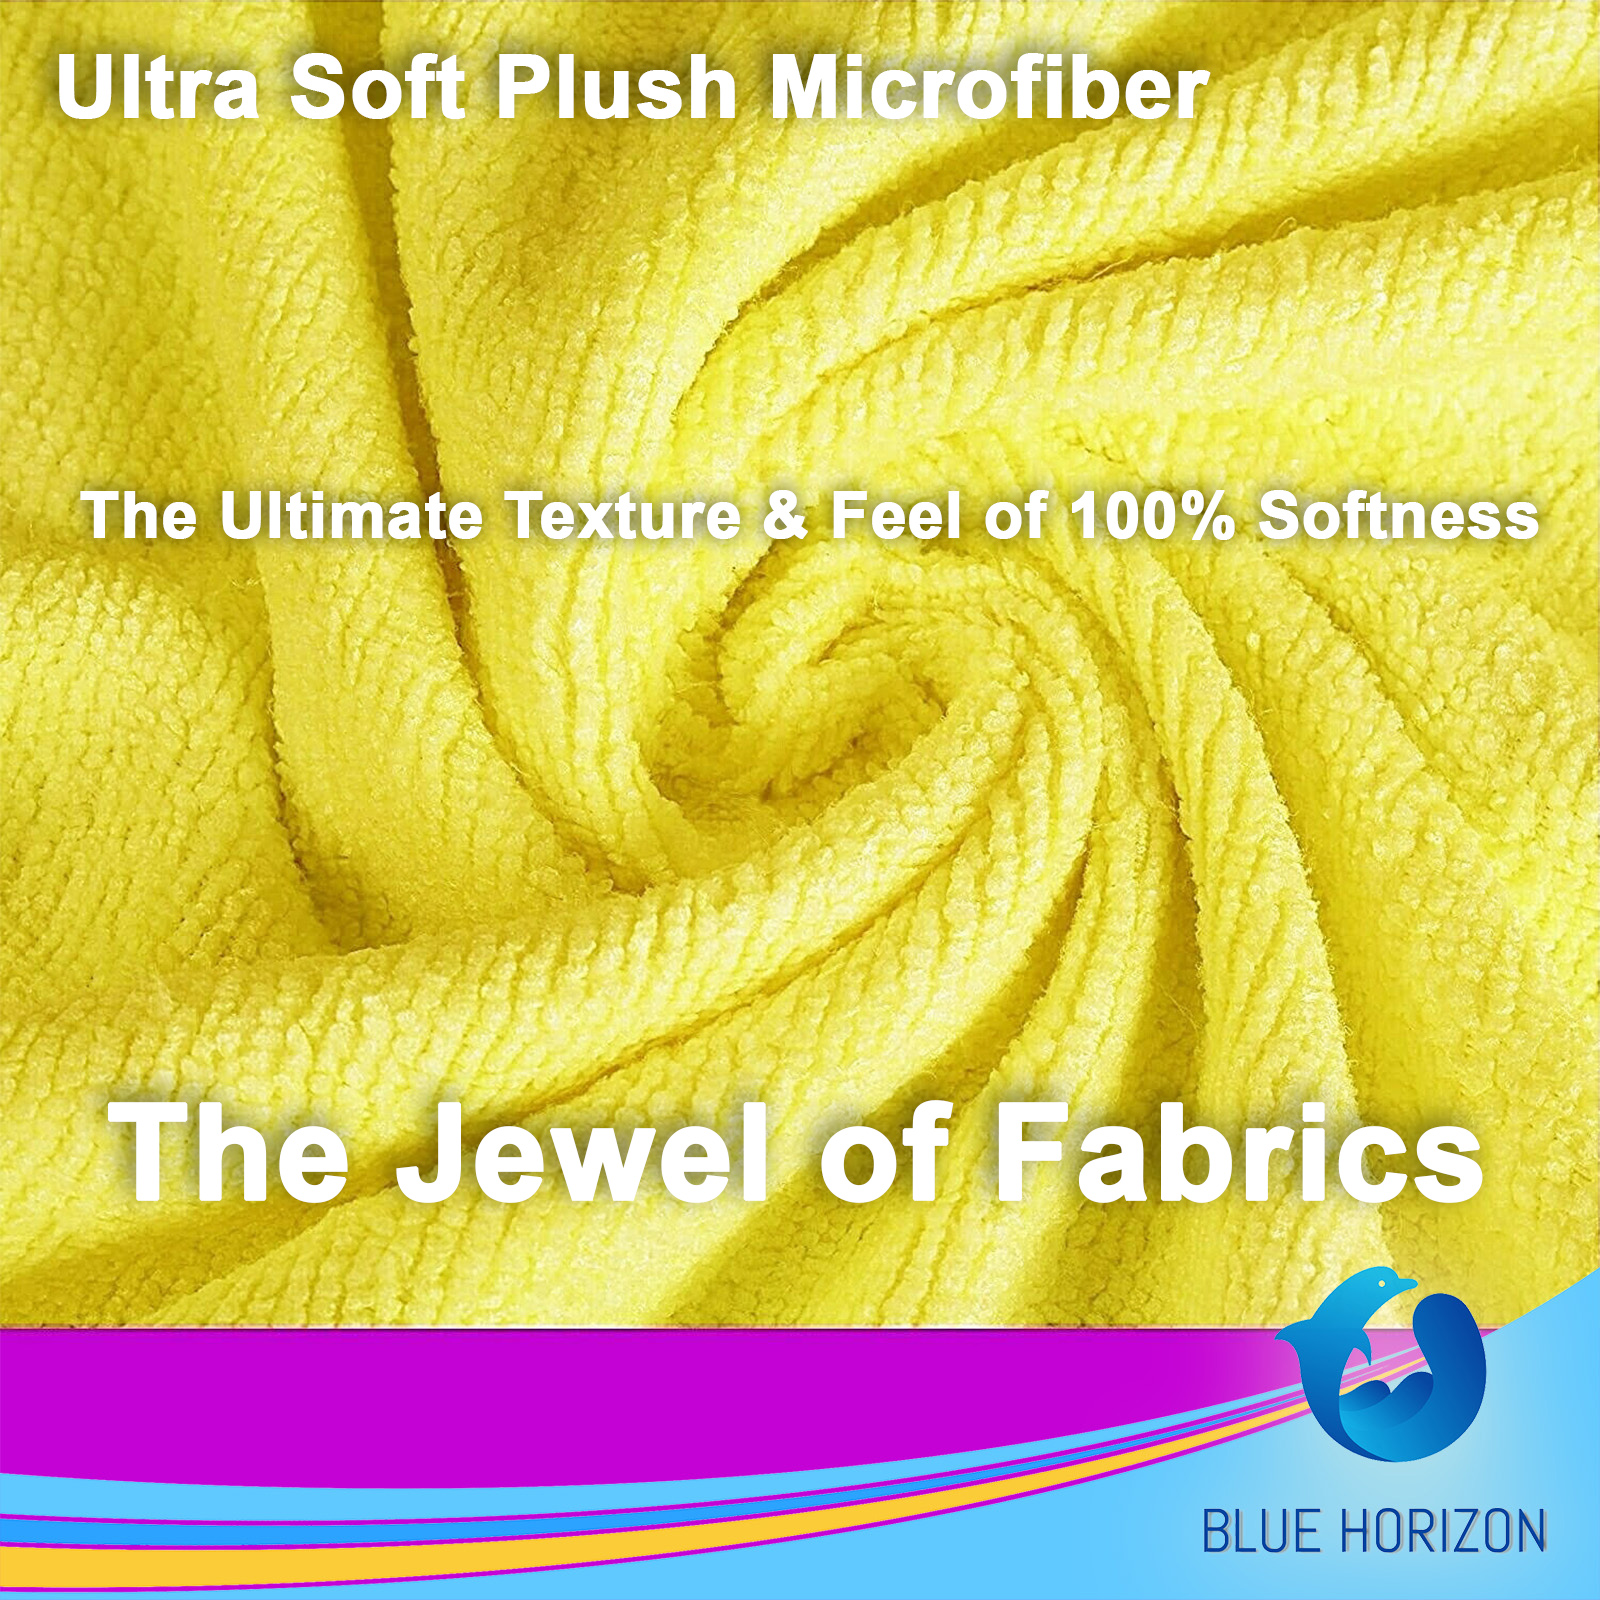 Ultra Soft Plush Microfiber
The Ultimate Texture & Feel of 100% Softness
The Jewel of Fabrics
BLUE HORIZON